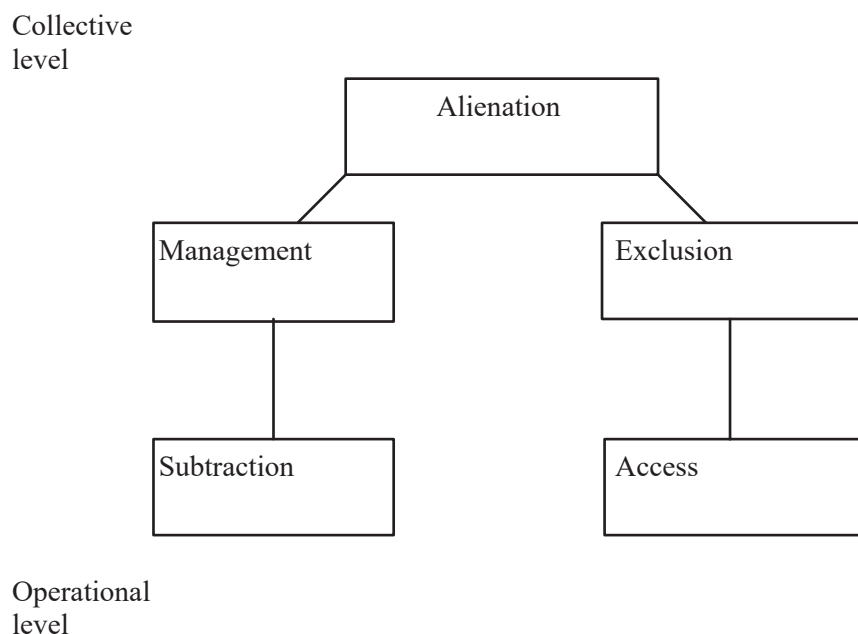 Collective
level
Alienation
Management
Exclusion
Subtraction
Access
Operational
level